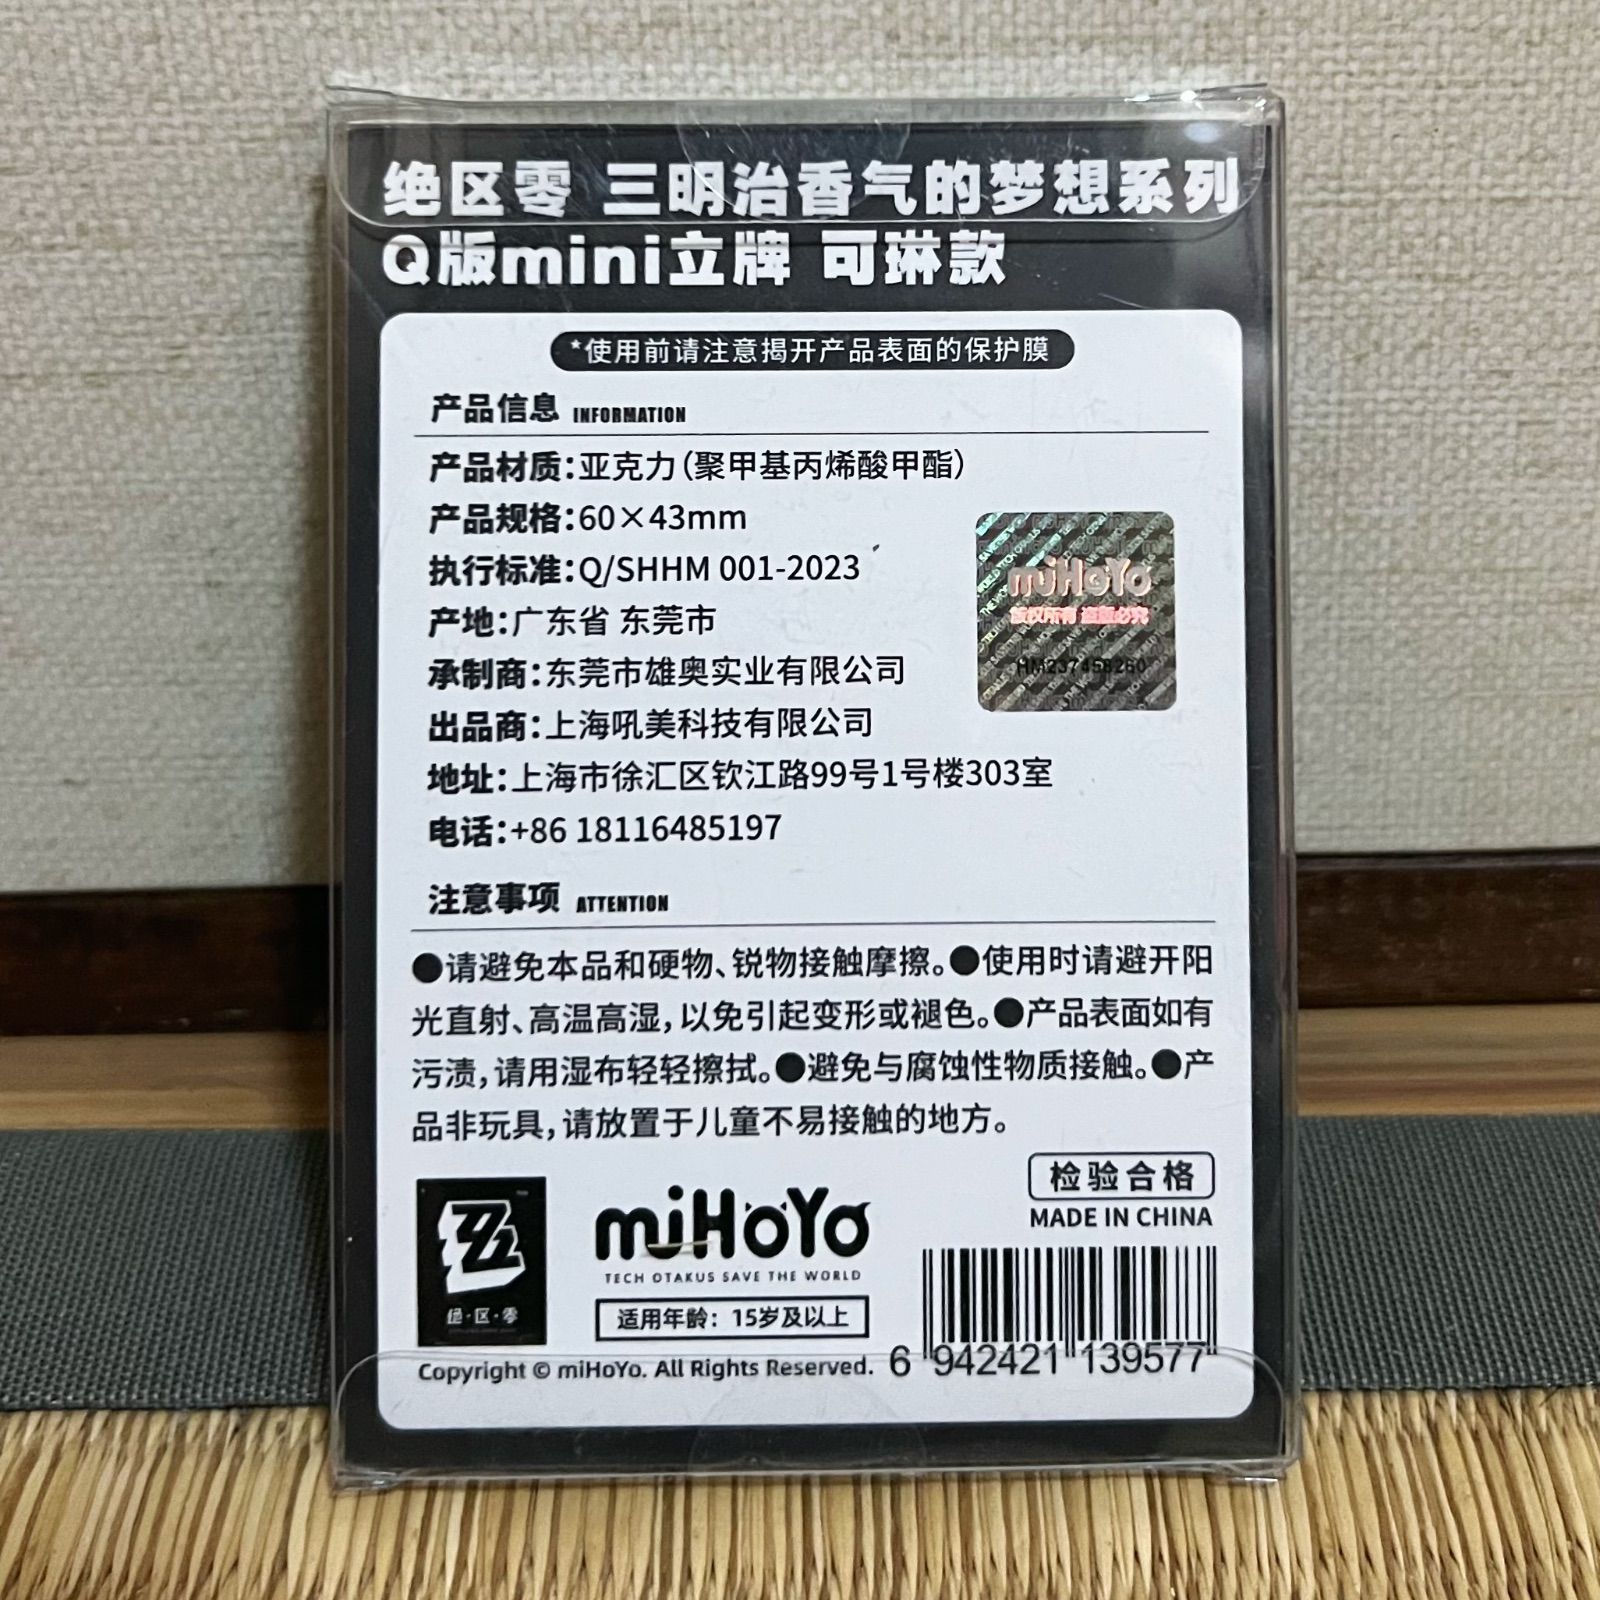 绝区零 三明治香气的梦想系列
Q版mini立牌 可琳款
*使用前请注意揭开产品表面的保护膜
产品信息 INFORMATION
产品材质：亚克力（聚甲基丙烯酸甲酯）
产品规格：60×43mm
执行标准：Q/SHHM 001-2023
产地：广东省 东莞市
承制商：东莞市雄奥实业有限公司
出品商：上海吼美科技有限公司
地址：上海市徐汇区钦江路99号1号楼303室
电话：+86 18116485197
miHoYo
版权所有 盗版必究
HM237458260
注意事项 ATTENTION
●请避免本品和硬物、锐物接触摩擦。●使用时请避开阳
光直射、高温高湿，以免引起变形或褪色。●产品表面如有
污渍，请用湿布轻轻擦拭。●避免与腐蚀性物质接触。●产
品非玩具，请放置于儿童不易接触的地方。
绝·区·零
miHoYo
TECH OTAKUS SAVE THE WORLD
适用年龄：15岁及以上
检验合格
MADE IN CHINA
Copyright © miHoYo. All Rights Reserved.
6 942421 139577